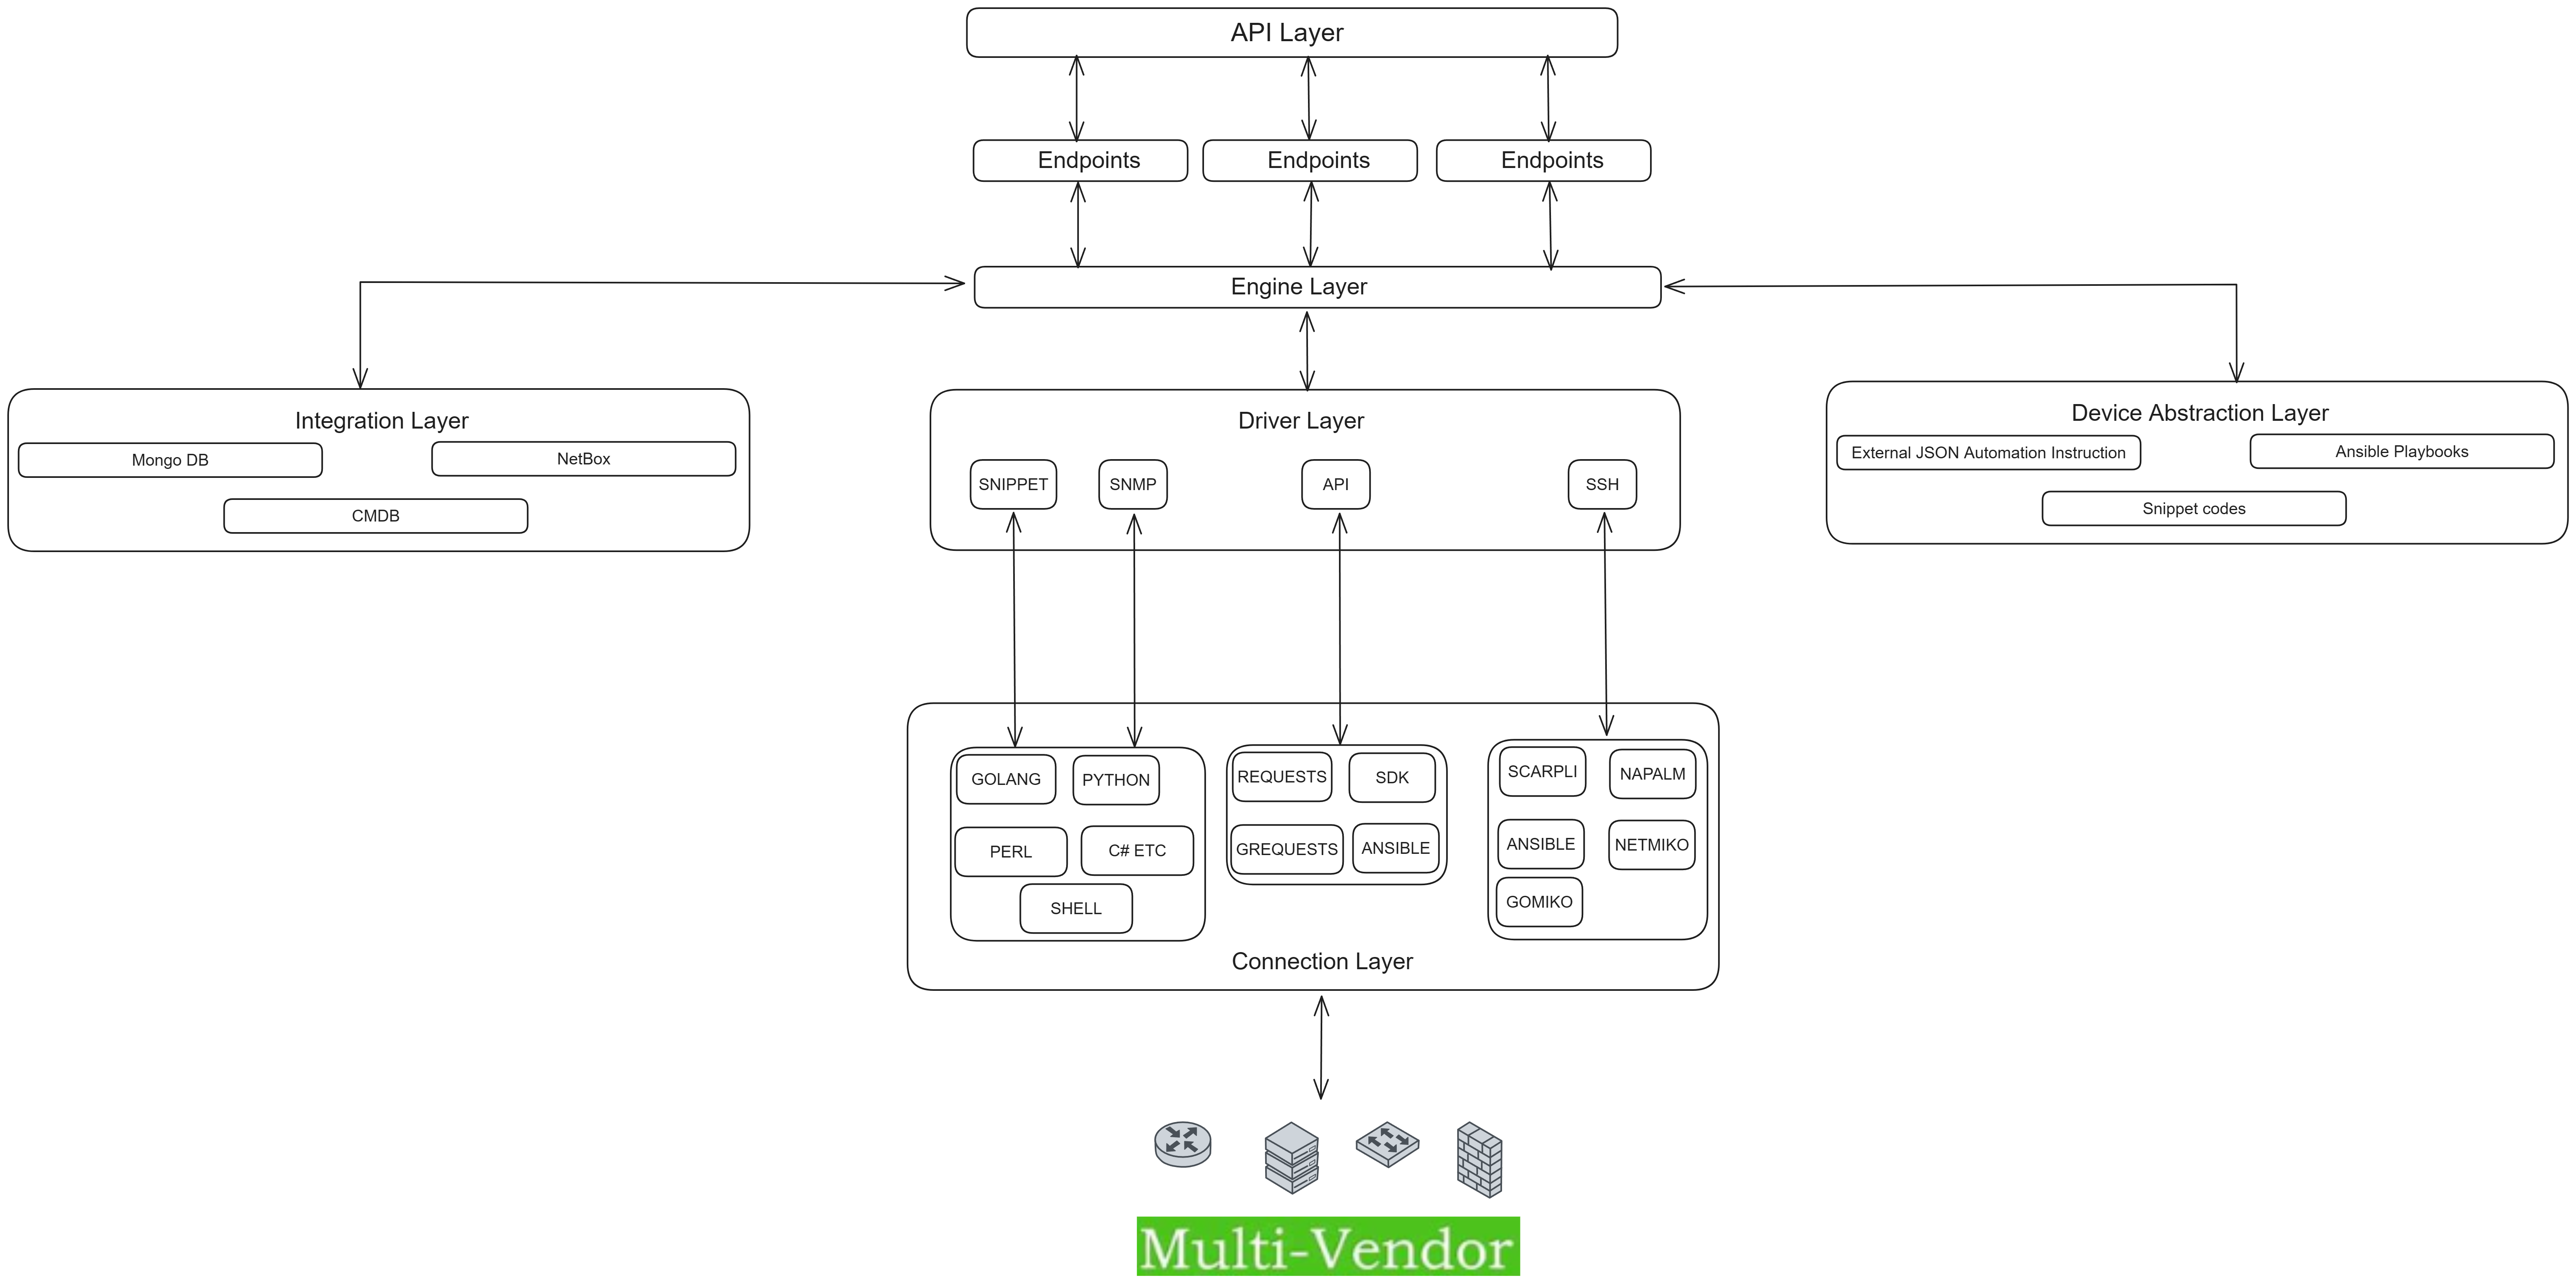 API Layer
Endpoints
Endpoints
Endpoints
Engine Layer
Integration Layer
Mongo DB
NetBox
CMDB
Driver Layer
SNIPPET
SNMP
API
SSH
Device Abstraction Layer
External JSON Automation Instruction
Ansible Playbooks
Snippet codes
GOLANG
PYTHON
PERL
C# ETC
SHELL
REQUESTS
SDK
GREQUESTS
ANSIBLE
SCARPLI
NAPALM
ANSIBLE
NETMIKO
GOMIKO
Connection Layer
Multi-Vendor